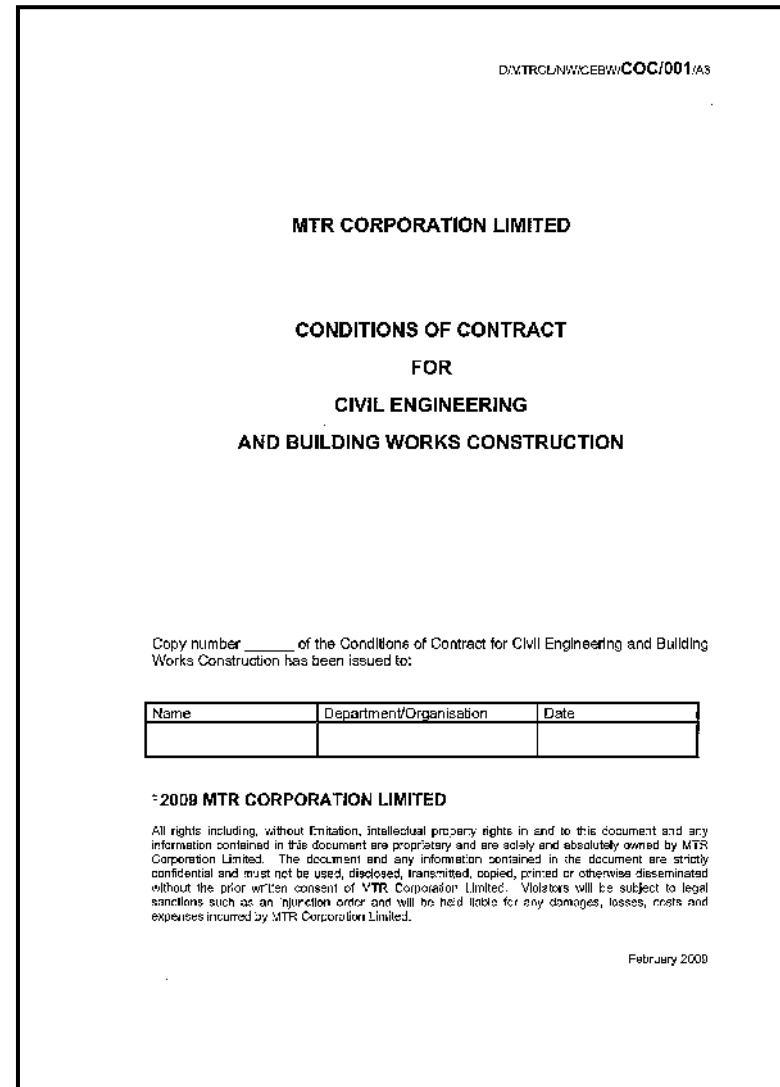 D/MTRCL/NW/CEBW/COC/001/A3
MTR CORPORATION LIMITED
CONDITIONS OF CONTRACT
FOR
CIVIL ENGINEERING
AND BUILDING WORKS CONSTRUCTION
Copy number ______ of the Conditions of Contract for Civil Engineering and Building
Works Construction has been issued to:
Name Department/Organisation Date
2009 MTR CORPORATION LIMITED
All rights including, without limitation, intellectual property rights in and to this document and any
information contained in this document are proprietary and are solely and absolutely owned by MTR
Corporation Limited. The document and any information contained in the document are strictly
confidential and must not be used, disclosed, transmitted, copied, printed or otherwise disseminated
without the prior written consent of MTR Corporation Limited. Violators will be subject to legal
sanctions such as an injunction order and will be held liable for any damages, losses, costs and
expenses incurred by MTR Corporation Limited.
February 2009